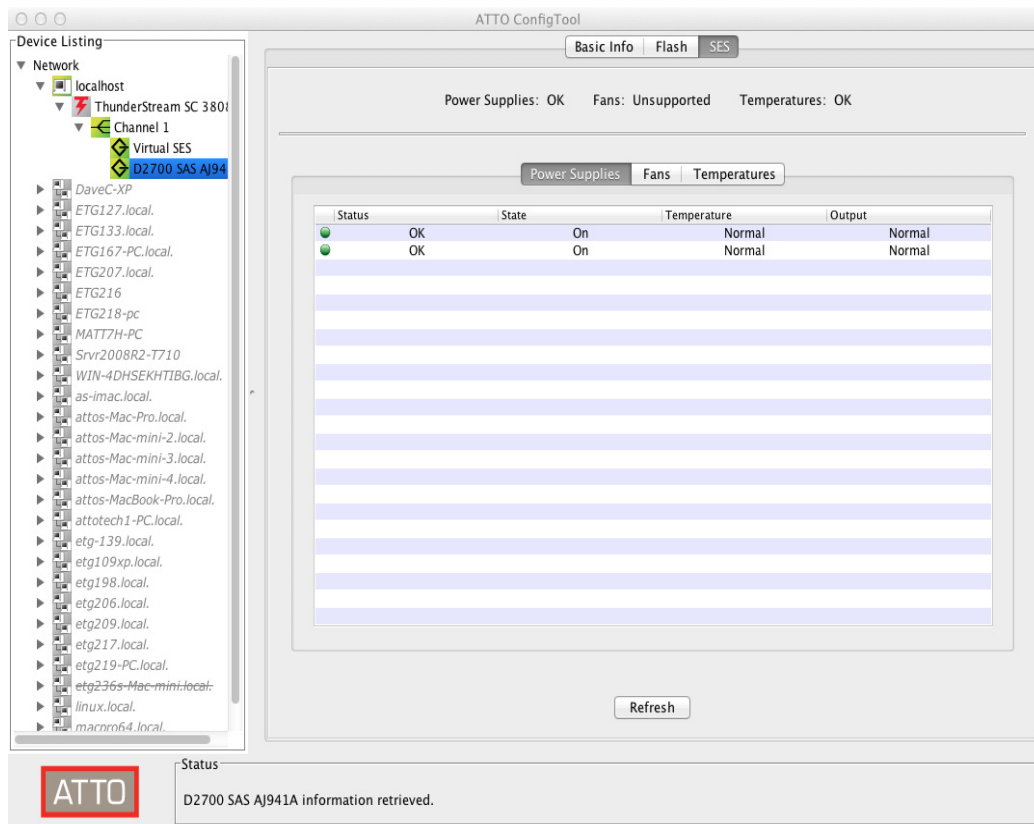 ATTO ConfigTool
Device Listing
Network
localhost
ThunderStream SC 3808
Channel 1
Virtual SES
D2700 SAS AJ94
DaveC-XP
ETG127.local.
ETG133.local.
ETG167-PC.local.
ETG207.local.
ETG216
ETG218-pc
MATT7H-PC
Srvr2008R2-T710
WIN-4DHSEKHTIBG.local.
as-imac.local.
attos-Mac-Pro.local.
attos-Mac-mini-2.local.
attos-Mac-mini-3.local.
attos-Mac-mini-4.local.
attos-MacBook-Pro.local.
attotech1-PC.local.
etg-139.local.
etg109xp.local.
etg198.local.
etg206.local.
etg209.local.
etg217.local.
etg219-PC.local.
etg236s-Mac-mini.local.
linux.local.
macpro64.local.
Basic Info Flash SES
Power Supplies: OK Fans: Unsupported Temperatures: OK
Power Supplies Fans Temperatures
Status State Temperature Output
OK On Normal Normal
OK On Normal Normal
Refresh
ATTO
Status
D2700 SAS AJ941A information retrieved.